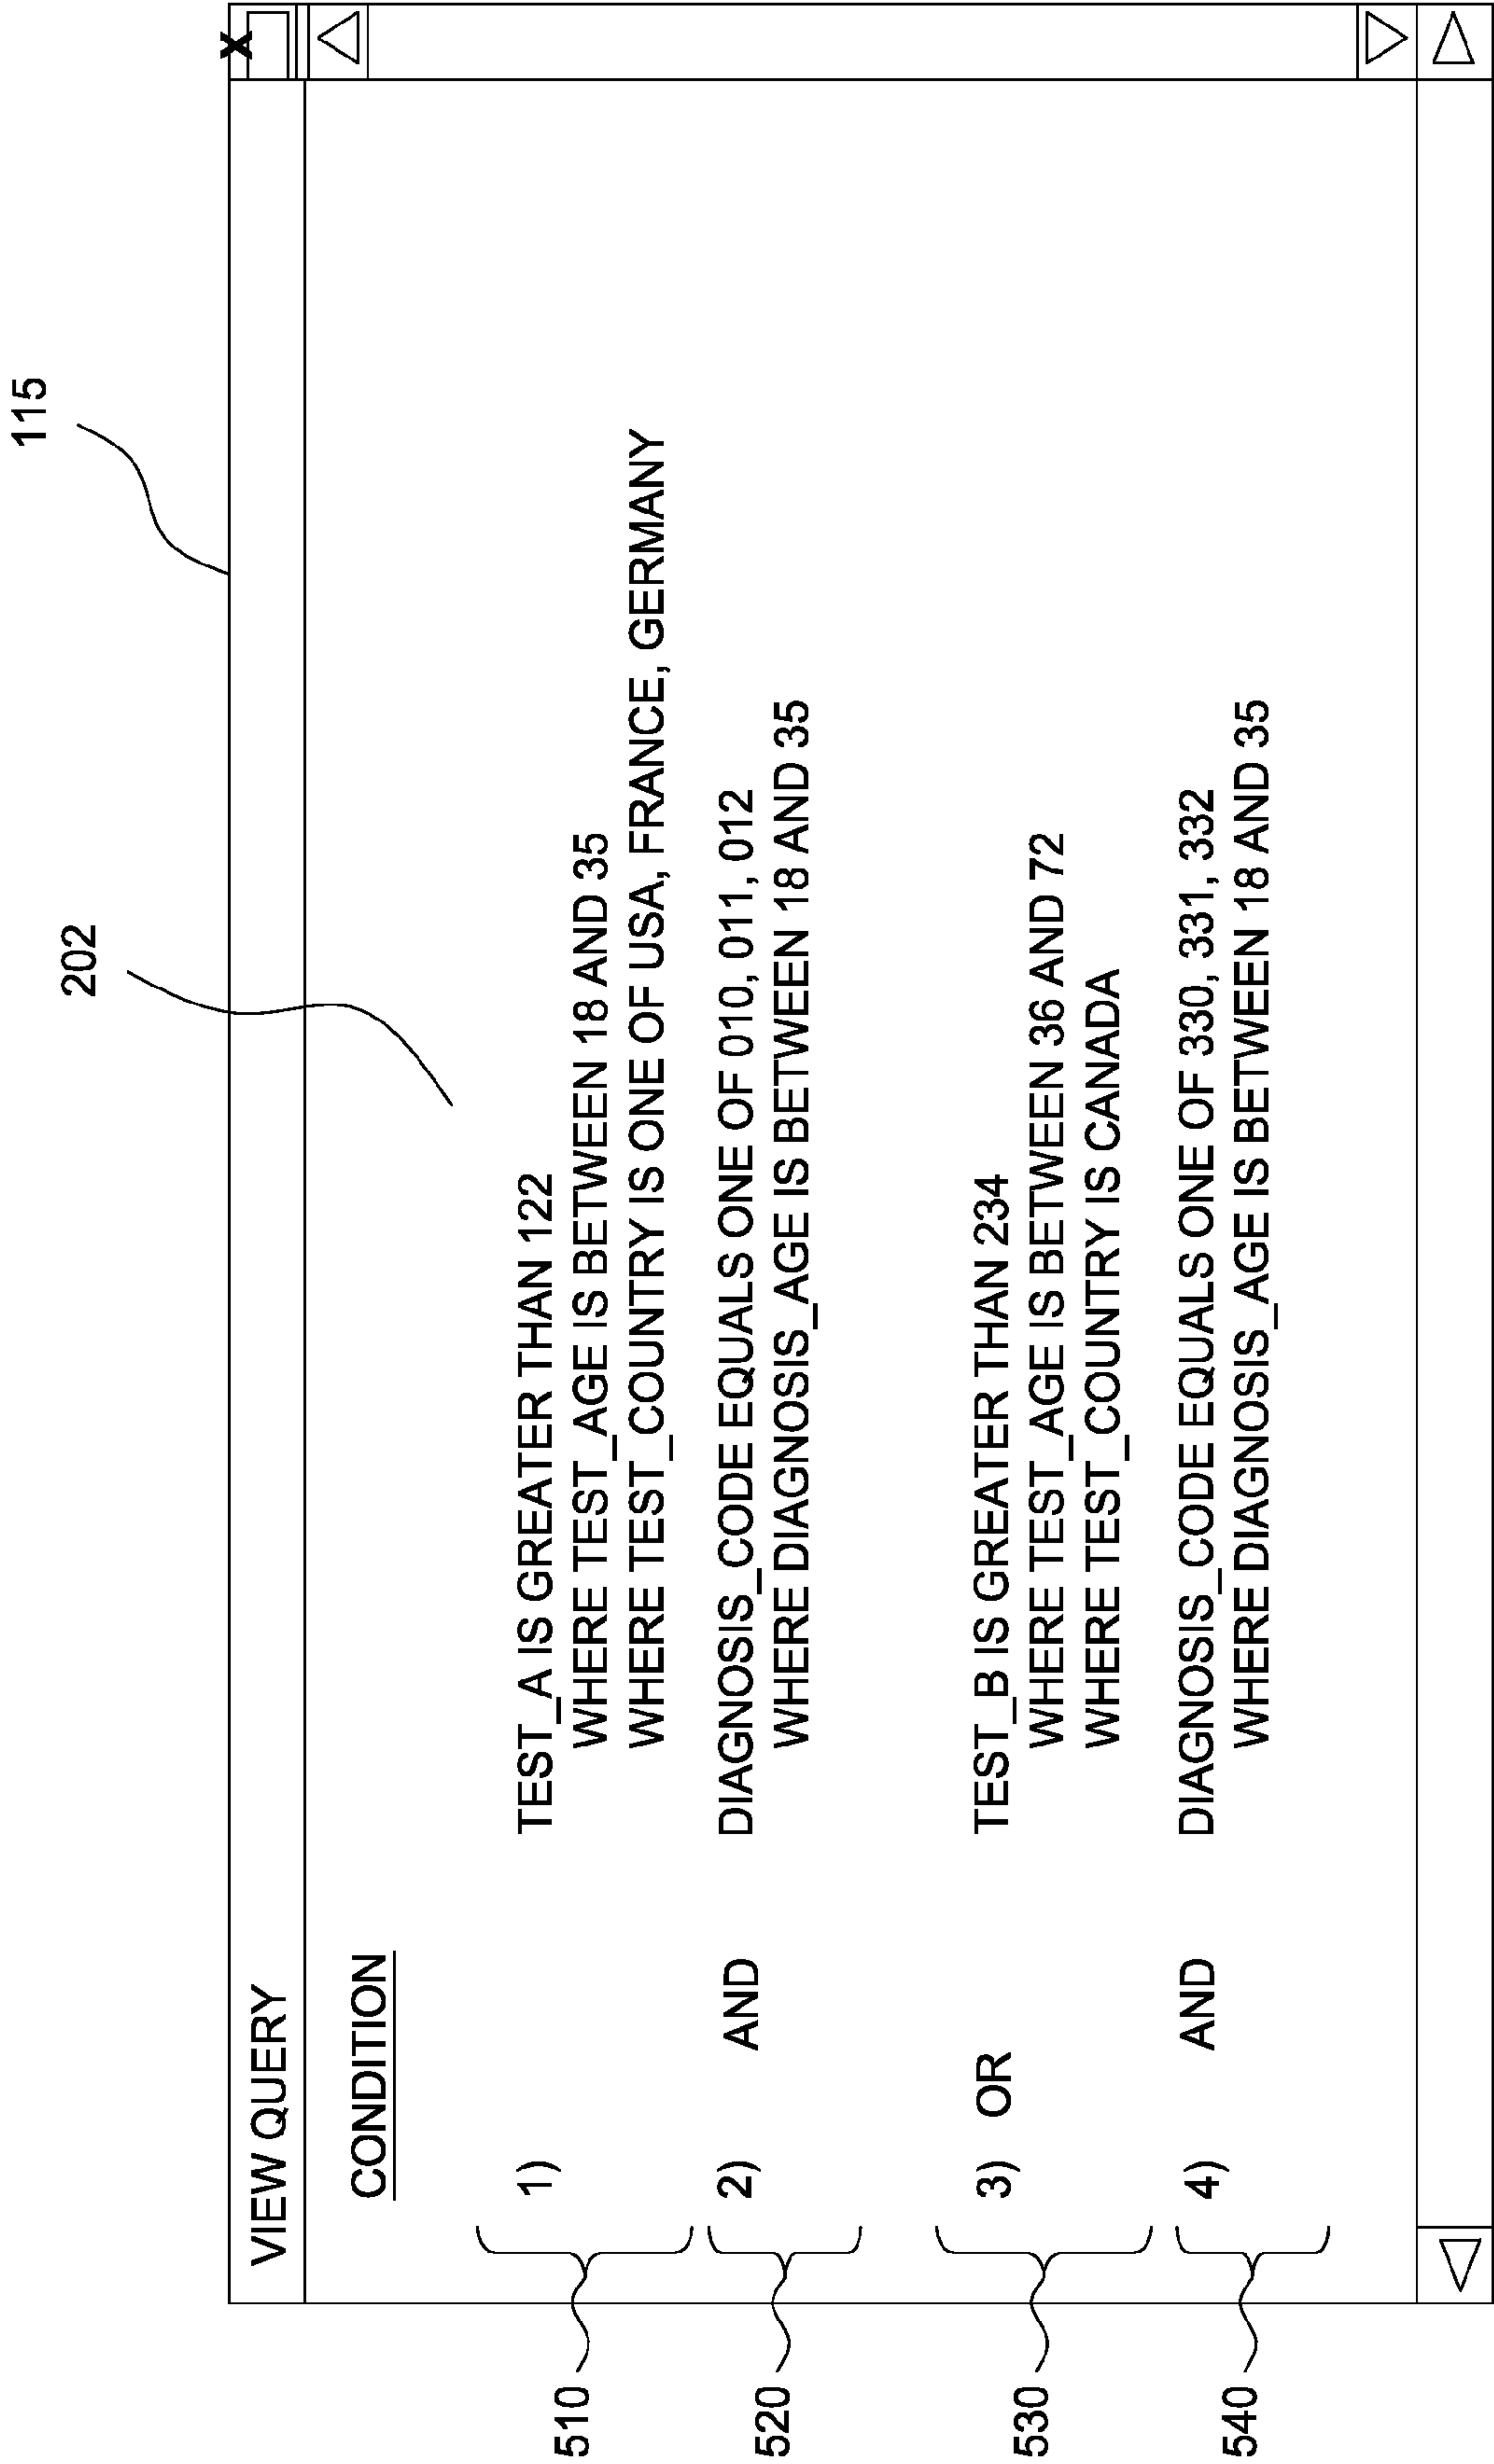 115
202
VIEW QUERY
X
CONDITION
510
1) TEST_A IS GREATER THAN 122
WHERE TEST_AGE IS BETWEEN 18 AND 35
WHERE TEST_COUNTRY IS ONE OF USA, FRANCE, GERMANY
520
2) AND DIAGNOSIS_CODE EQUALS ONE OF 010, 011, 012
WHERE DIAGNOSIS_AGE IS BETWEEN 18 AND 35
530
3) OR TEST_B IS GREATER THAN 234
WHERE TEST_AGE IS BETWEEN 36 AND 72
WHERE TEST_COUNTRY IS CANADA
540
4) AND DIAGNOSIS_CODE EQUALS ONE OF 330, 331, 332
WHERE DIAGNOSIS_AGE IS BETWEEN 18 AND 35